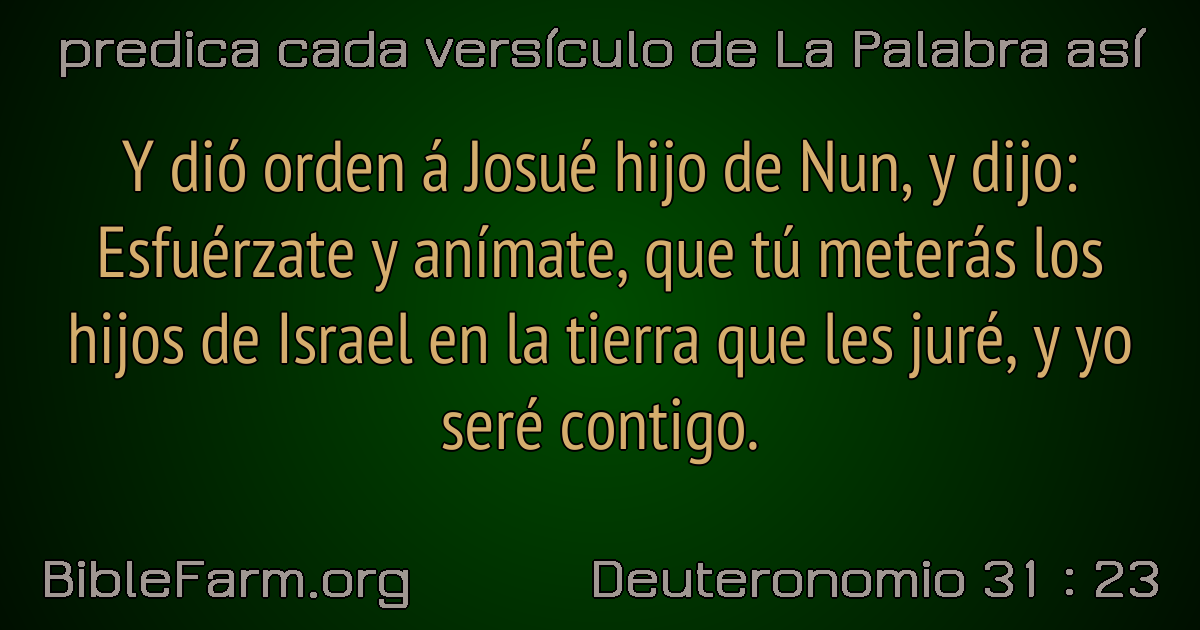 predica cada versículo de La Palabra así
Y dió orden á Josué hijo de Nun, y dijo:
Esfuérzate y anímate, que tú meterás los
hijos de Israel en la tierra que les juré, y yo
seré contigo.
BibleFarm.org
Deuteronomio 31 : 23